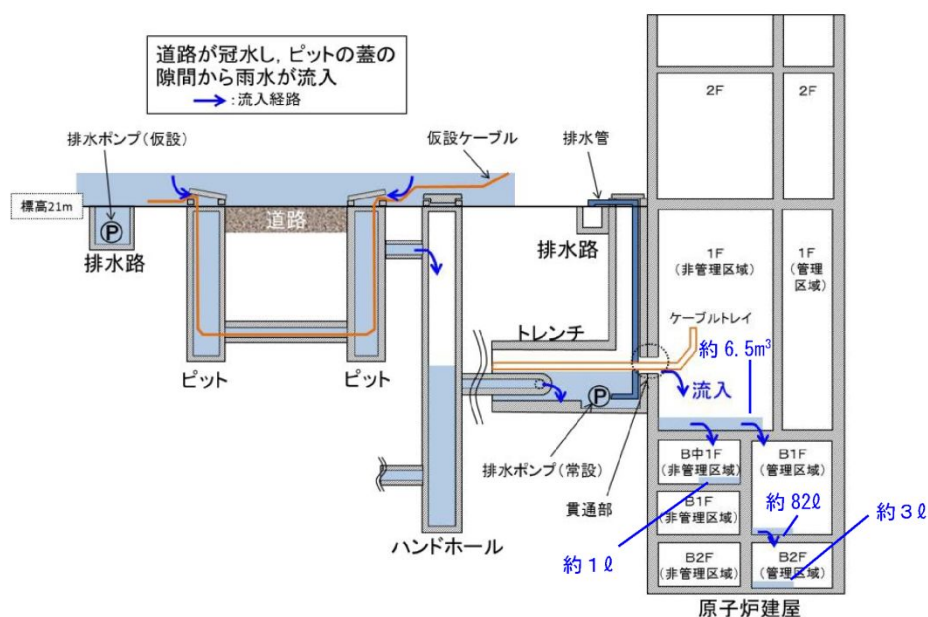 道路が冠水し，ピットの蓋の
隙間から雨水が流入
：流入経路
2F
2F
排水ポンプ(仮設)
仮設ケーブル
排水管
標高21m
P
道路
排水路
排水路
1F
(非管理区域)
1F
(管理
区域)
トレンチ
ケーブルトレイ
約6.5m³
ピット
ピット
流入
P
排水ポンプ(常設)
貫通部
B中1F
(非管理区域)
B1F
(管理区域)
B1F
(非管理区域)
約82ℓ
約3ℓ
ハンドホール
約1ℓ
B2F
(非管理区域)
B2F
(管理区域)
原子炉建屋